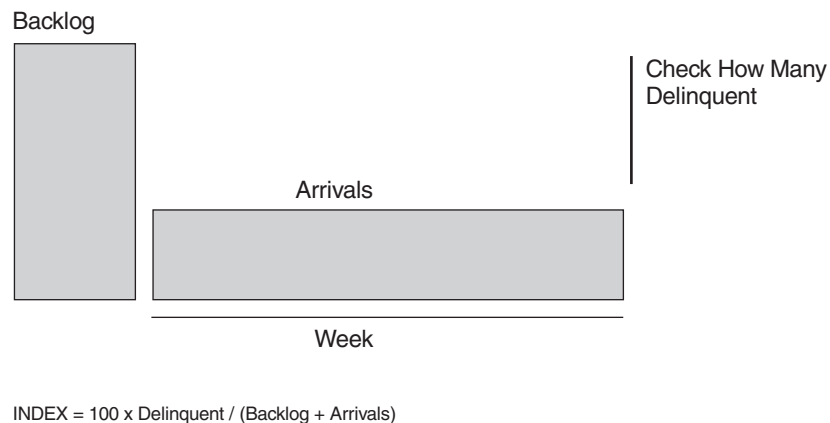 Backlog
Check How Many
Delinquent
Arrivals
Week
INDEX = 100 x Delinquent / (Backlog + Arrivals)